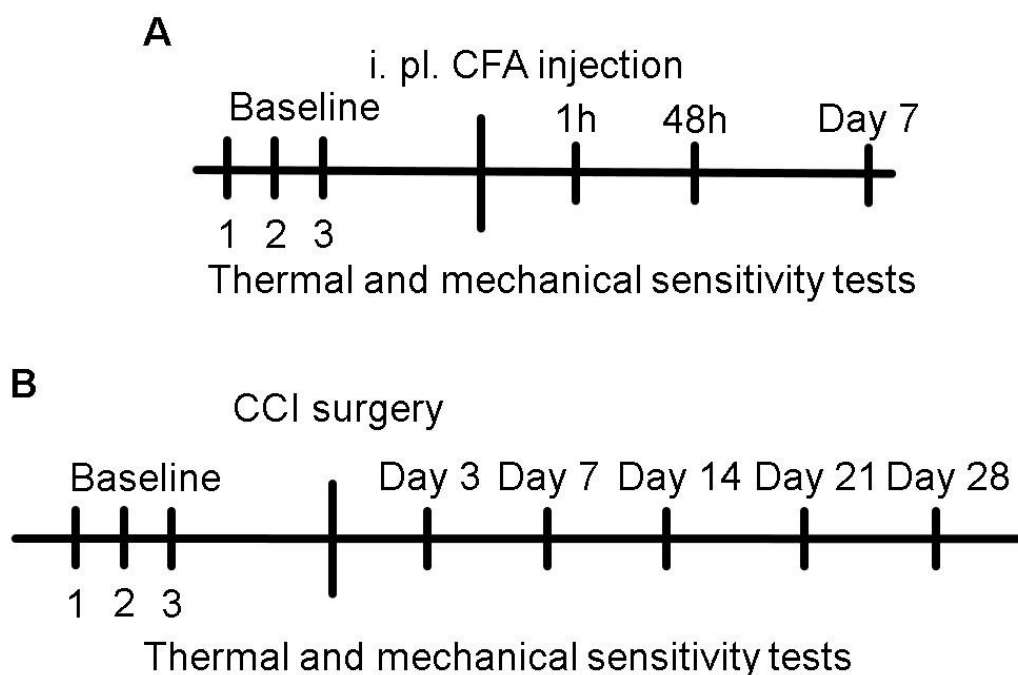 A
i. pl. CFA injection
Baseline
1h 48h Day 7
1 2 3
Thermal and mechanical sensitivity tests
B
CCI surgery
Baseline
Day 3 Day 7 Day 14 Day 21 Day 28
1 2 3
Thermal and mechanical sensitivity tests